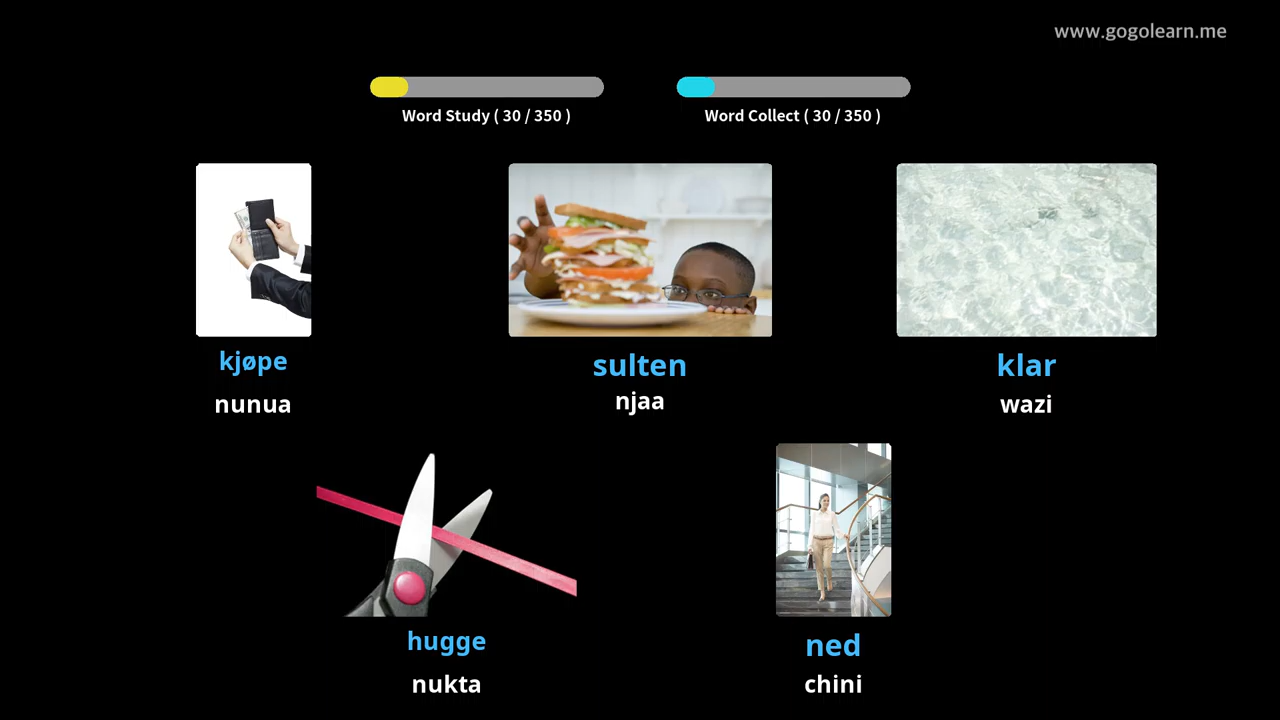 www.gogolearn.me
Word Study ( 30 / 350 )
Word Collect ( 30 / 350 )
kjøpe
nunua
sulten
njaa
klar
wazi
hugge
nukta
ned
chini